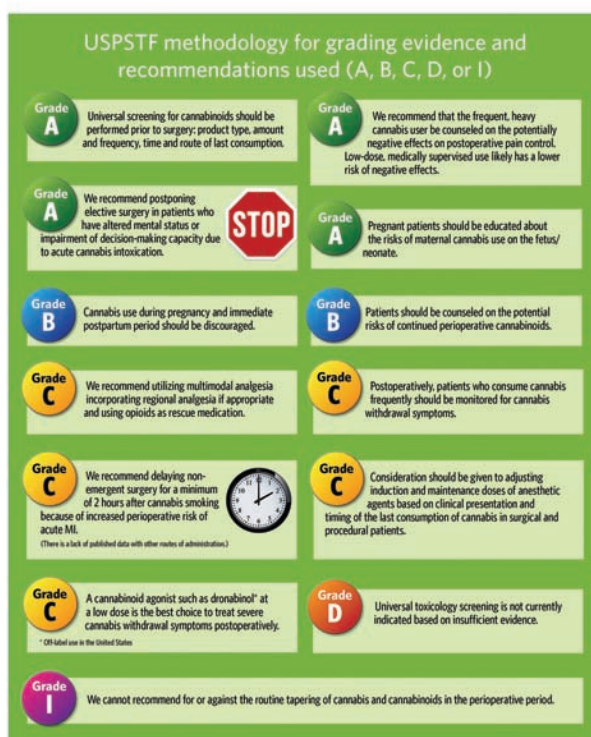 USPSTF methodology for grading evidence and
recommendations used (A, B, C, D, or I)
Grade
A
Universal screening for cannabinoids should be
performed prior to surgery: product type, amount
and frequency, time and route of last consumption.
Grade
A
We recommend that the frequent, heavy
cannabis user be counseled on the potentially
negative effects on postoperative pain control.
Low-dose, medically supervised use likely has a lower
risk of negative effects.
Grade
A
We recommend postponing
elective surgery in patients who
have altered mental status or
impairment of decision-making capacity due
to acute cannabis intoxication.
STOP
Grade
A
Pregnant patients should be educated about
the risks of maternal cannabis use on the fetus/
neonate.
Grade
B
Cannabis use during pregnancy and immediate
postpartum period should be discouraged.
Grade
B
Patients should be counseled on the potential
risks of continued perioperative cannabinoids.
Grade
C
We recommend utilizing multimodal analgesia
incorporating regional analgesia if appropriate
and using opioids as rescue medication.
Grade
C
Postoperatively, patients who consume cannabis
frequently should be monitored for cannabis
withdrawal symptoms.
Grade
C
We recommend delaying non-
emergent surgery for a minimum
of 2 hours after cannabis smoking
because of increased perioperative risk of
acute MI.
(There is a lack of published data with other routes of administration.)
Grade
C
Consideration should be given to adjusting
induction and maintenance doses of anesthetic
agents based on clinical presentation and
timing of the last consumption of cannabis in surgical and
procedural patients.
Grade
C
A cannabinoid agonist such as dronabinol* at
a low dose is the best choice to treat severe
cannabis withdrawal symptoms postoperatively.
* Off-label use in the United States
Grade
D
Universal toxicology screening is not currently
indicated based on insufficient evidence.
Grade
I
We cannot recommend for or against the routine tapering of cannabis and cannabinoids in the perioperative period.